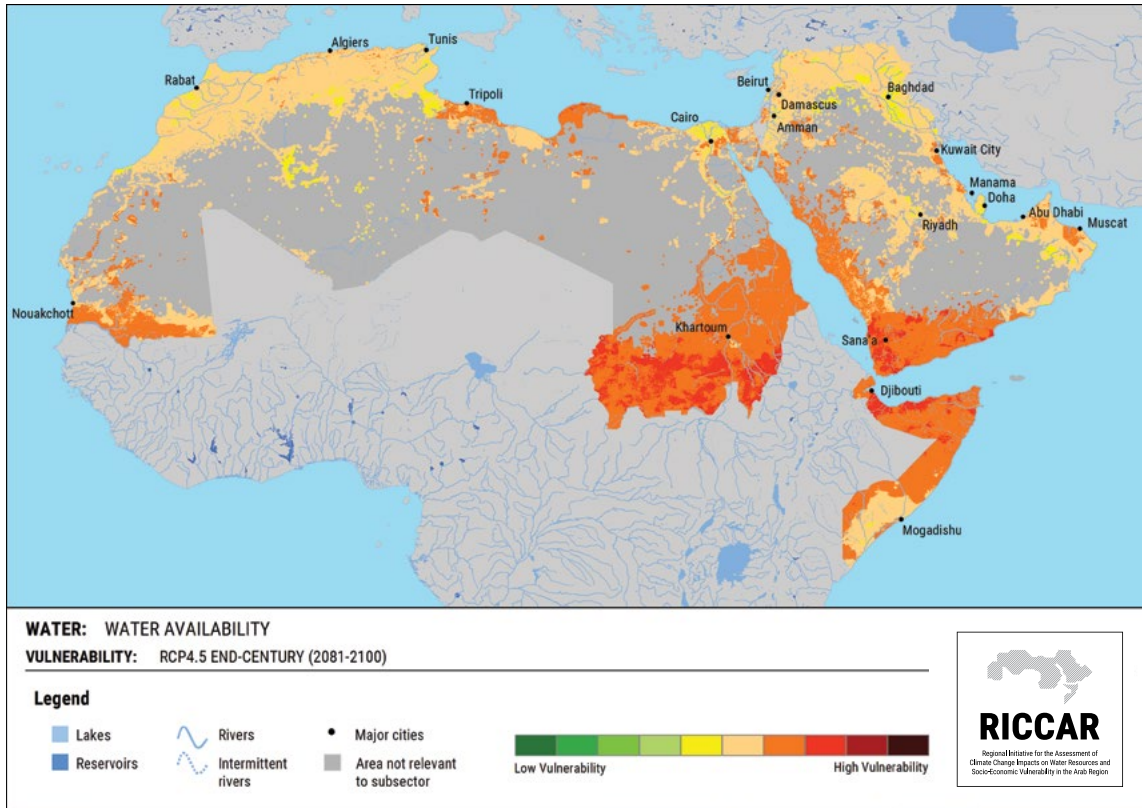 Algiers
Tunis
Rabat
Tripoli
Beirut
Baghdad
Damascus
Cairo
Amman
Kuwait City
Manama
Doha
Abu Dhabi
Riyadh
Muscat
Nouakchott
Khartoum
Sana'a
Djibouti
Mogadishu
WATER: WATER AVAILABILITY
VULNERABILITY: RCP4.5 END-CENTURY (2081-2100)
Legend
Lakes
Rivers
Major cities
Reservoirs
Intermittent
rivers
Area not relevant
to subsector
Low Vulnerability
High Vulnerability
RICCAR
Regional Initiative for the Assessment of
Climate Change Impacts on Water Resources and
Socio-Economic Vulnerability in the Arab Region